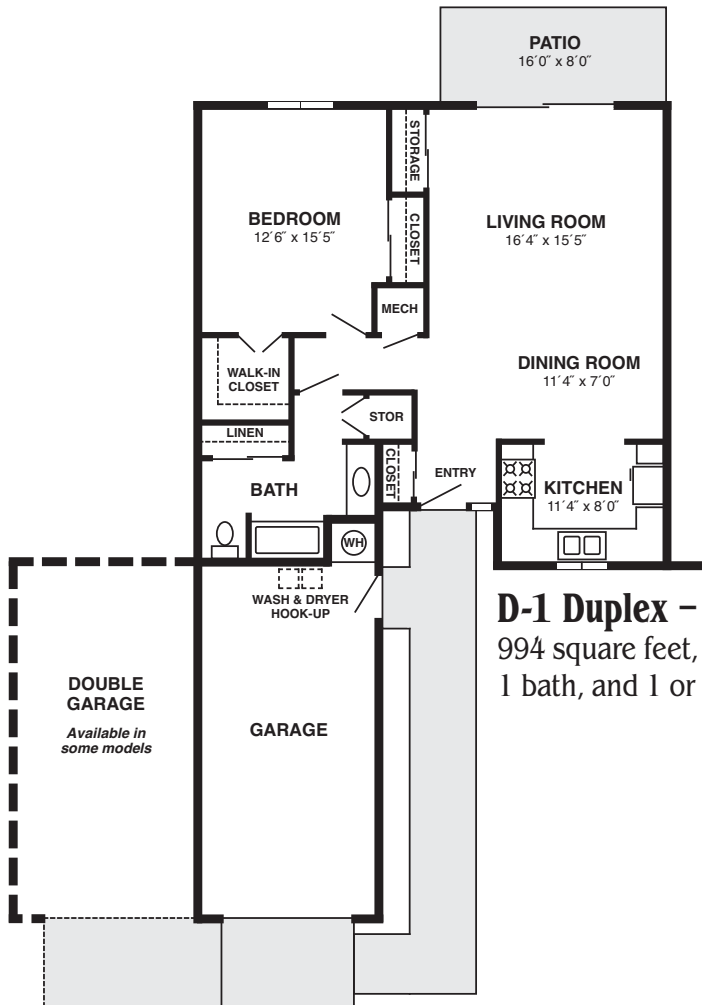 PATIO
16´0˝ x 8´0˝
STORAGE
BEDROOM
12´6˝ x 15´5˝
CLOSET
LIVING ROOM
16´4˝ x 15´5˝
MECH
WALK-IN
CLOSET
DINING ROOM
11´4˝ x 7´0˝
STOR
LINEN
BATH
CLOSET
ENTRY
KITCHEN
11´4˝ x 8´0˝
WH
WASH & DRYER
HOOK-UP
D-1 Duplex –
994 square feet,
1 bath, and 1 or
DOUBLE
GARAGE
Available in
some models
GARAGE